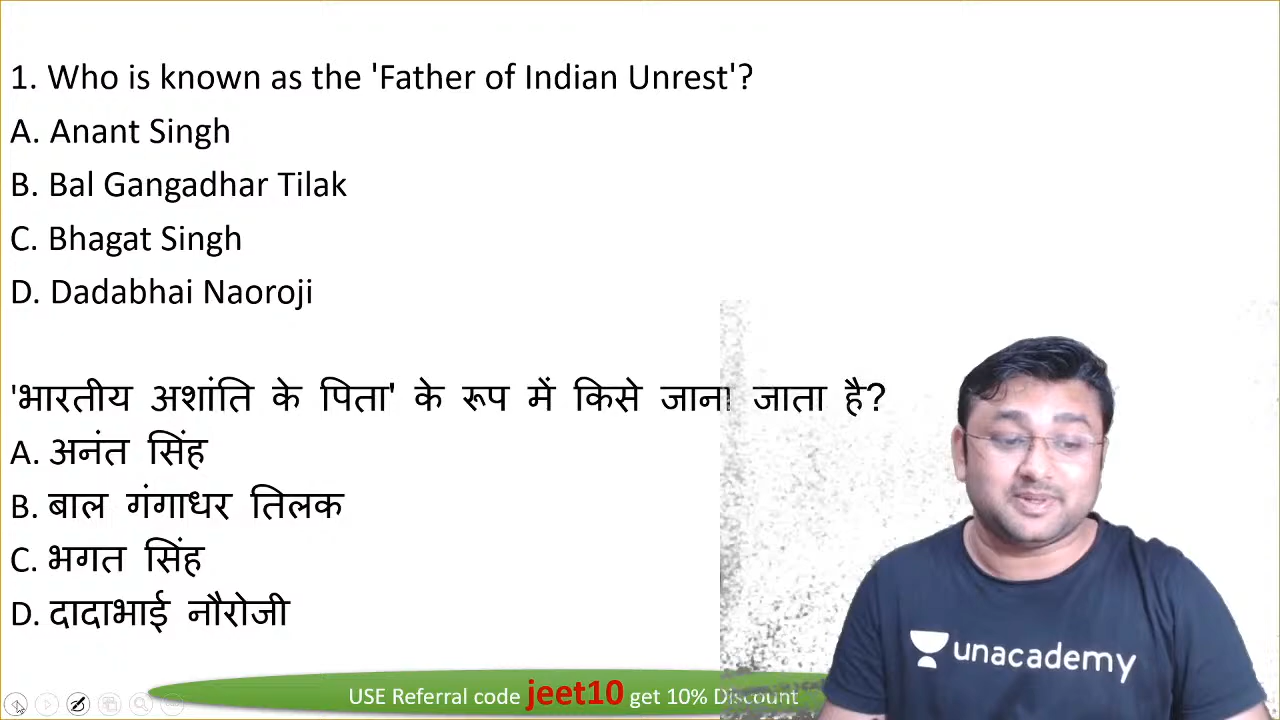 1. Who is known as the 'Father of Indian Unrest'?
A. Anant Singh
B. Bal Gangadhar Tilak
C. Bhagat Singh
D. Dadabhai Naoroji
'भारतीय अशांति के पिता' के रूप में किसे जाना जाता है?
A. अनंत सिंह
B. बाल गंगाधर तिलक
C. भगत सिंह
D. दादाभाई नौरोजी
unacademy
USE Referral code jeet10 get 10% Discount